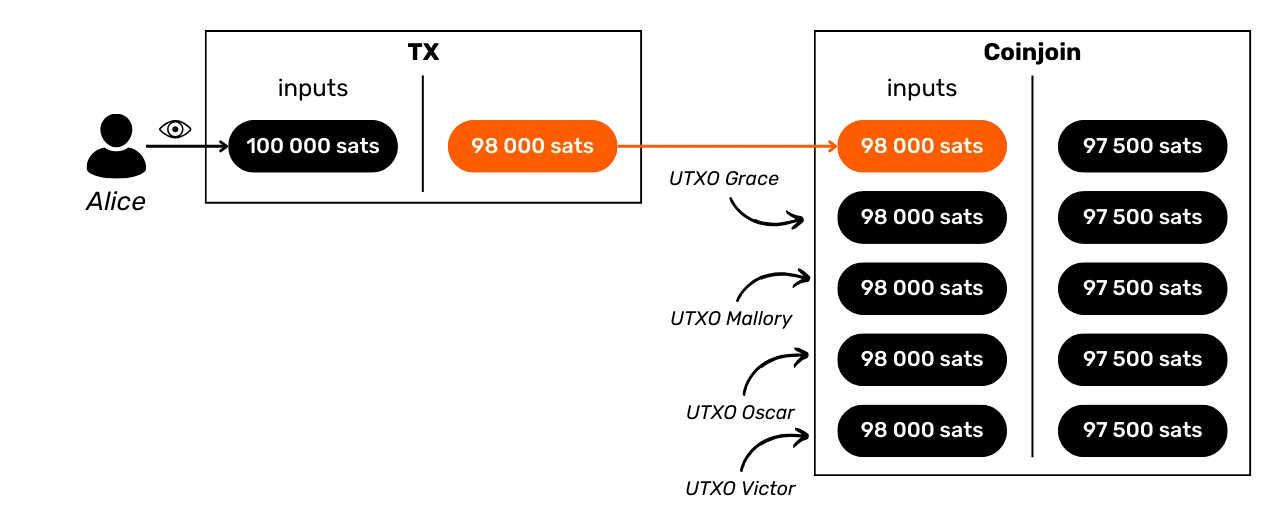 TX
inputs
100 000 sats
98 000 sats
Alice
Coinjoin
inputs
98 000 sats
97 500 sats
UTXO Grace
98 000 sats
97 500 sats
UTXO Mallory
98 000 sats
97 500 sats
UTXO Oscar
98 000 sats
97 500 sats
UTXO Victor
98 000 sats
97 500 sats